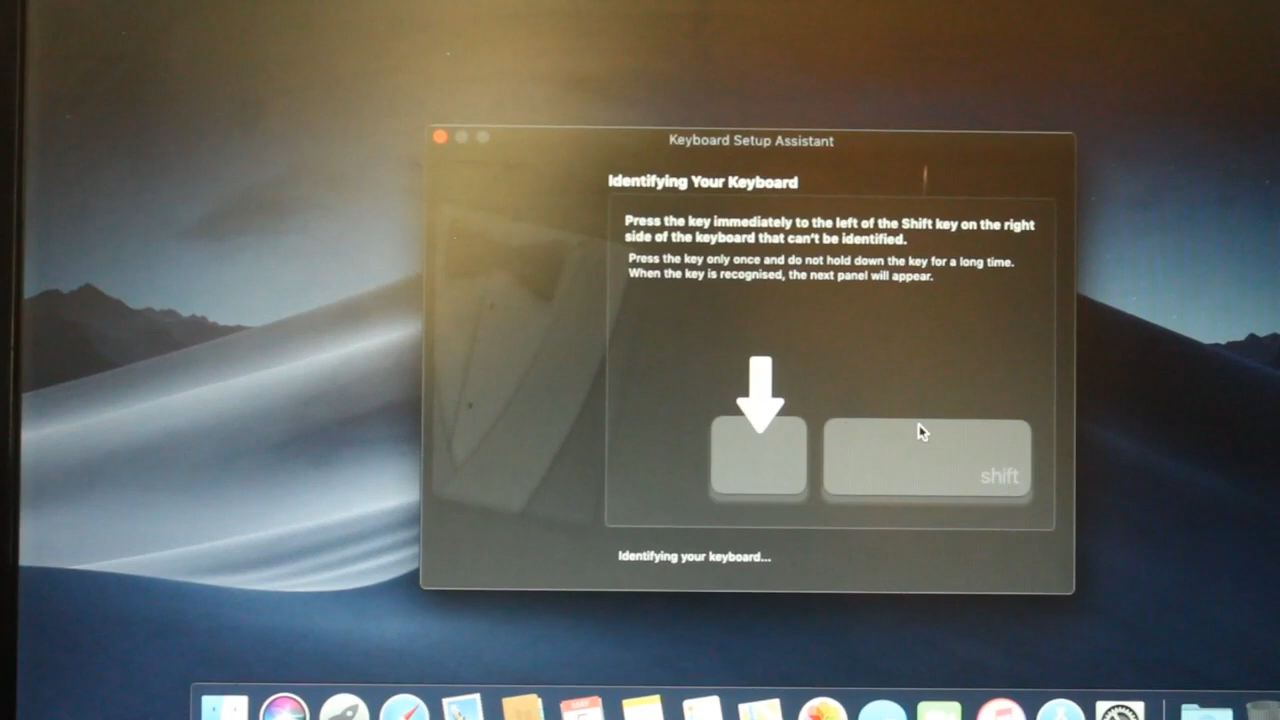 Keyboard Setup Assistant
Identifying Your Keyboard
Press the key immediately to the left of the Shift key on the right
side of the keyboard that can't be identified.
Press the key only once and do not hold down the key for a long time.
When the key is recognised, the next panel will appear.
shift
Identifying your keyboard...